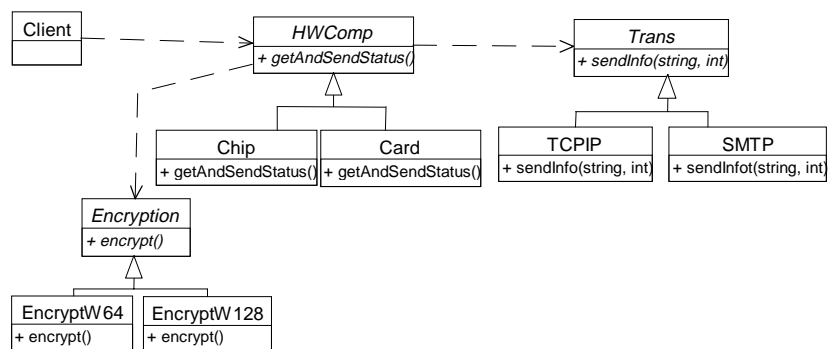 Client
HWComp
+ getAndSendStatus()
Trans
+ sendInfo(string, int)
Chip
+ getAndSendStatus()
Card
+ getAndSendStatus()
TCPIP
+ sendInfo(string, int)
SMTP
+ sendInfot(string, int)
Encryption
+ encrypt()
EncryptW64
+ encrypt()
EncryptW128
+ encrypt()